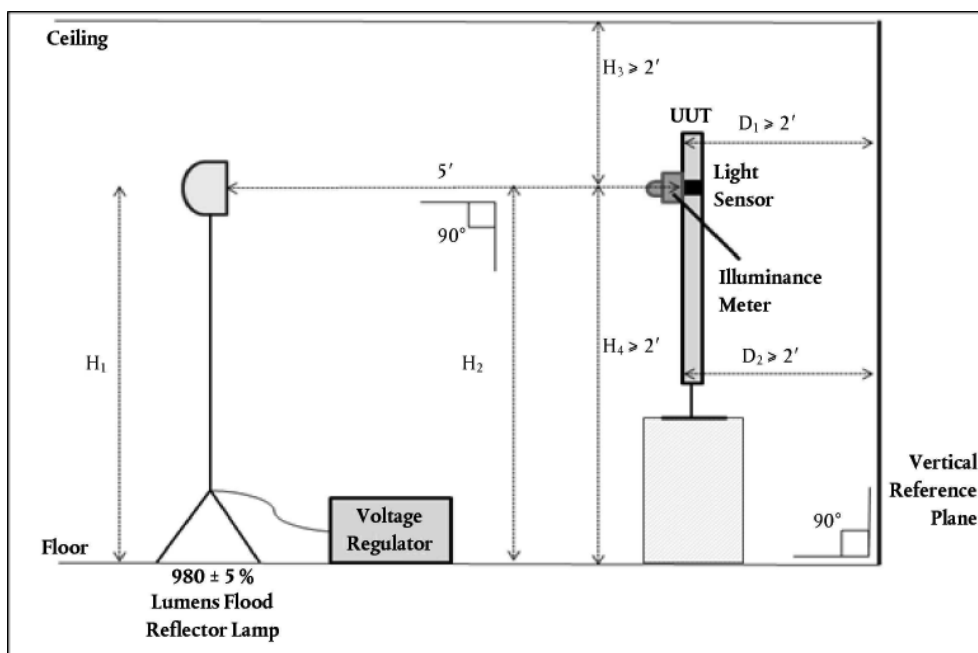 Ceiling
H₃ ⩾ 2′
UUT
D₁ ⩾ 2′
5′
Light
Sensor
90°
Illuminance
Meter
H₁
H₂
H₄ ⩾ 2′
D₂ ⩾ 2′
Vertical
Reference
Plane
Voltage
Regulator
90°
Floor
980 ± 5 %
Lumens Flood
Reflector Lamp